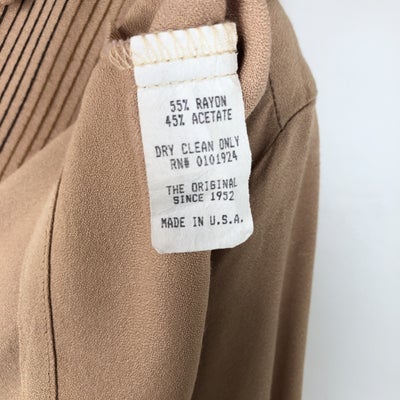 55% RAYON
45% ACETATE
DRY CLEAN ONLY
RN# 0101924
THE ORIGINAL
SINCE 1952
MADE IN U.S.A.